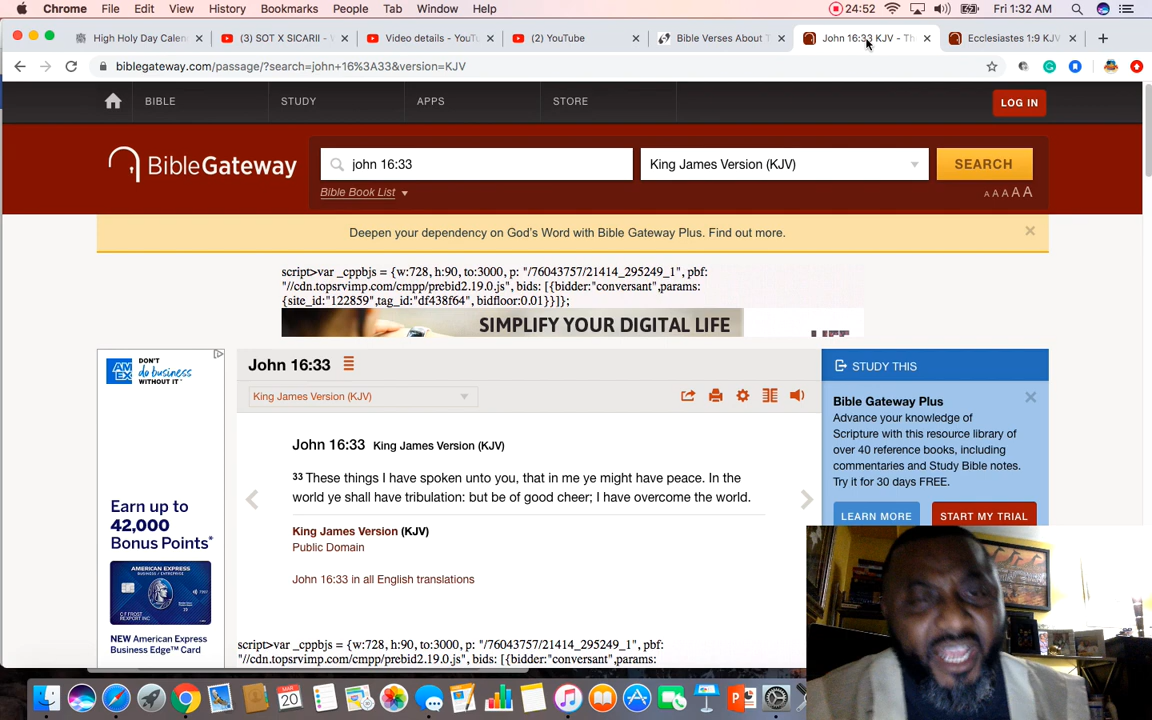 Chrome File Edit View History Bookmarks People Tab Window Help 24:52 Fri 1:32 AM
High Holy Day Calen (3) SOT X SICARII - W Video details - YouTu (2) YouTube Bible Verses About T John 16:33 KJV - Th Ecclesiastes 1:9 KJV
biblegateway.com/passage/?search=john+16%3A33&version=KJV
BIBLE STUDY APPS STORE LOG IN
BibleGateway john 16:33 King James Version (KJV) SEARCH
Bible Book List A A A A A
Deepen your dependency on God's Word with Bible Gateway Plus. Find out more.
script>var _cppbjs = {w:728, h:90, to:3000, p: "/76043757/21414_295249_1", pbf:
"//cdn.topsrvimp.com/cmpp/prebid2.19.0.js", bids: [{bidder:"conversant",params:
{site_id:"122859",tag_id:"df438f64", bidfloor:0.01}}]};
SIMPLIFY YOUR DIGITAL LIFE
AM
EX
DON'T
do business
WITHOUT IT
Earn up to
42,000
Bonus Points*
AMERICAN EXPRESS
C F FROST
NEW American Express
Business Edge™ Card
John 16:33
King James Version (KJV)
John 16:33 King James Version (KJV)
33 These things I have spoken unto you, that in me ye might have peace. In the
world ye shall have tribulation: but be of good cheer; I have overcome the world.
King James Version (KJV)
Public Domain
John 16:33 in all English translations
script>var _cppbjs = {w:728, h:90, to:3000, p: "/76043757/21414_295249_1", pbf:
"//cdn.topsrvimp.com/cmpp/prebid2.19.0.js", bids: [{bidder:"conversant",params:
STUDY THIS
Bible Gateway Plus
Advance your knowledge of
Scripture with this resource library of
over 40 reference books, including
commentaries and Study Bible notes.
Try it for 30 days FREE.
LEARN MORE START MY TRIAL
MAR
20